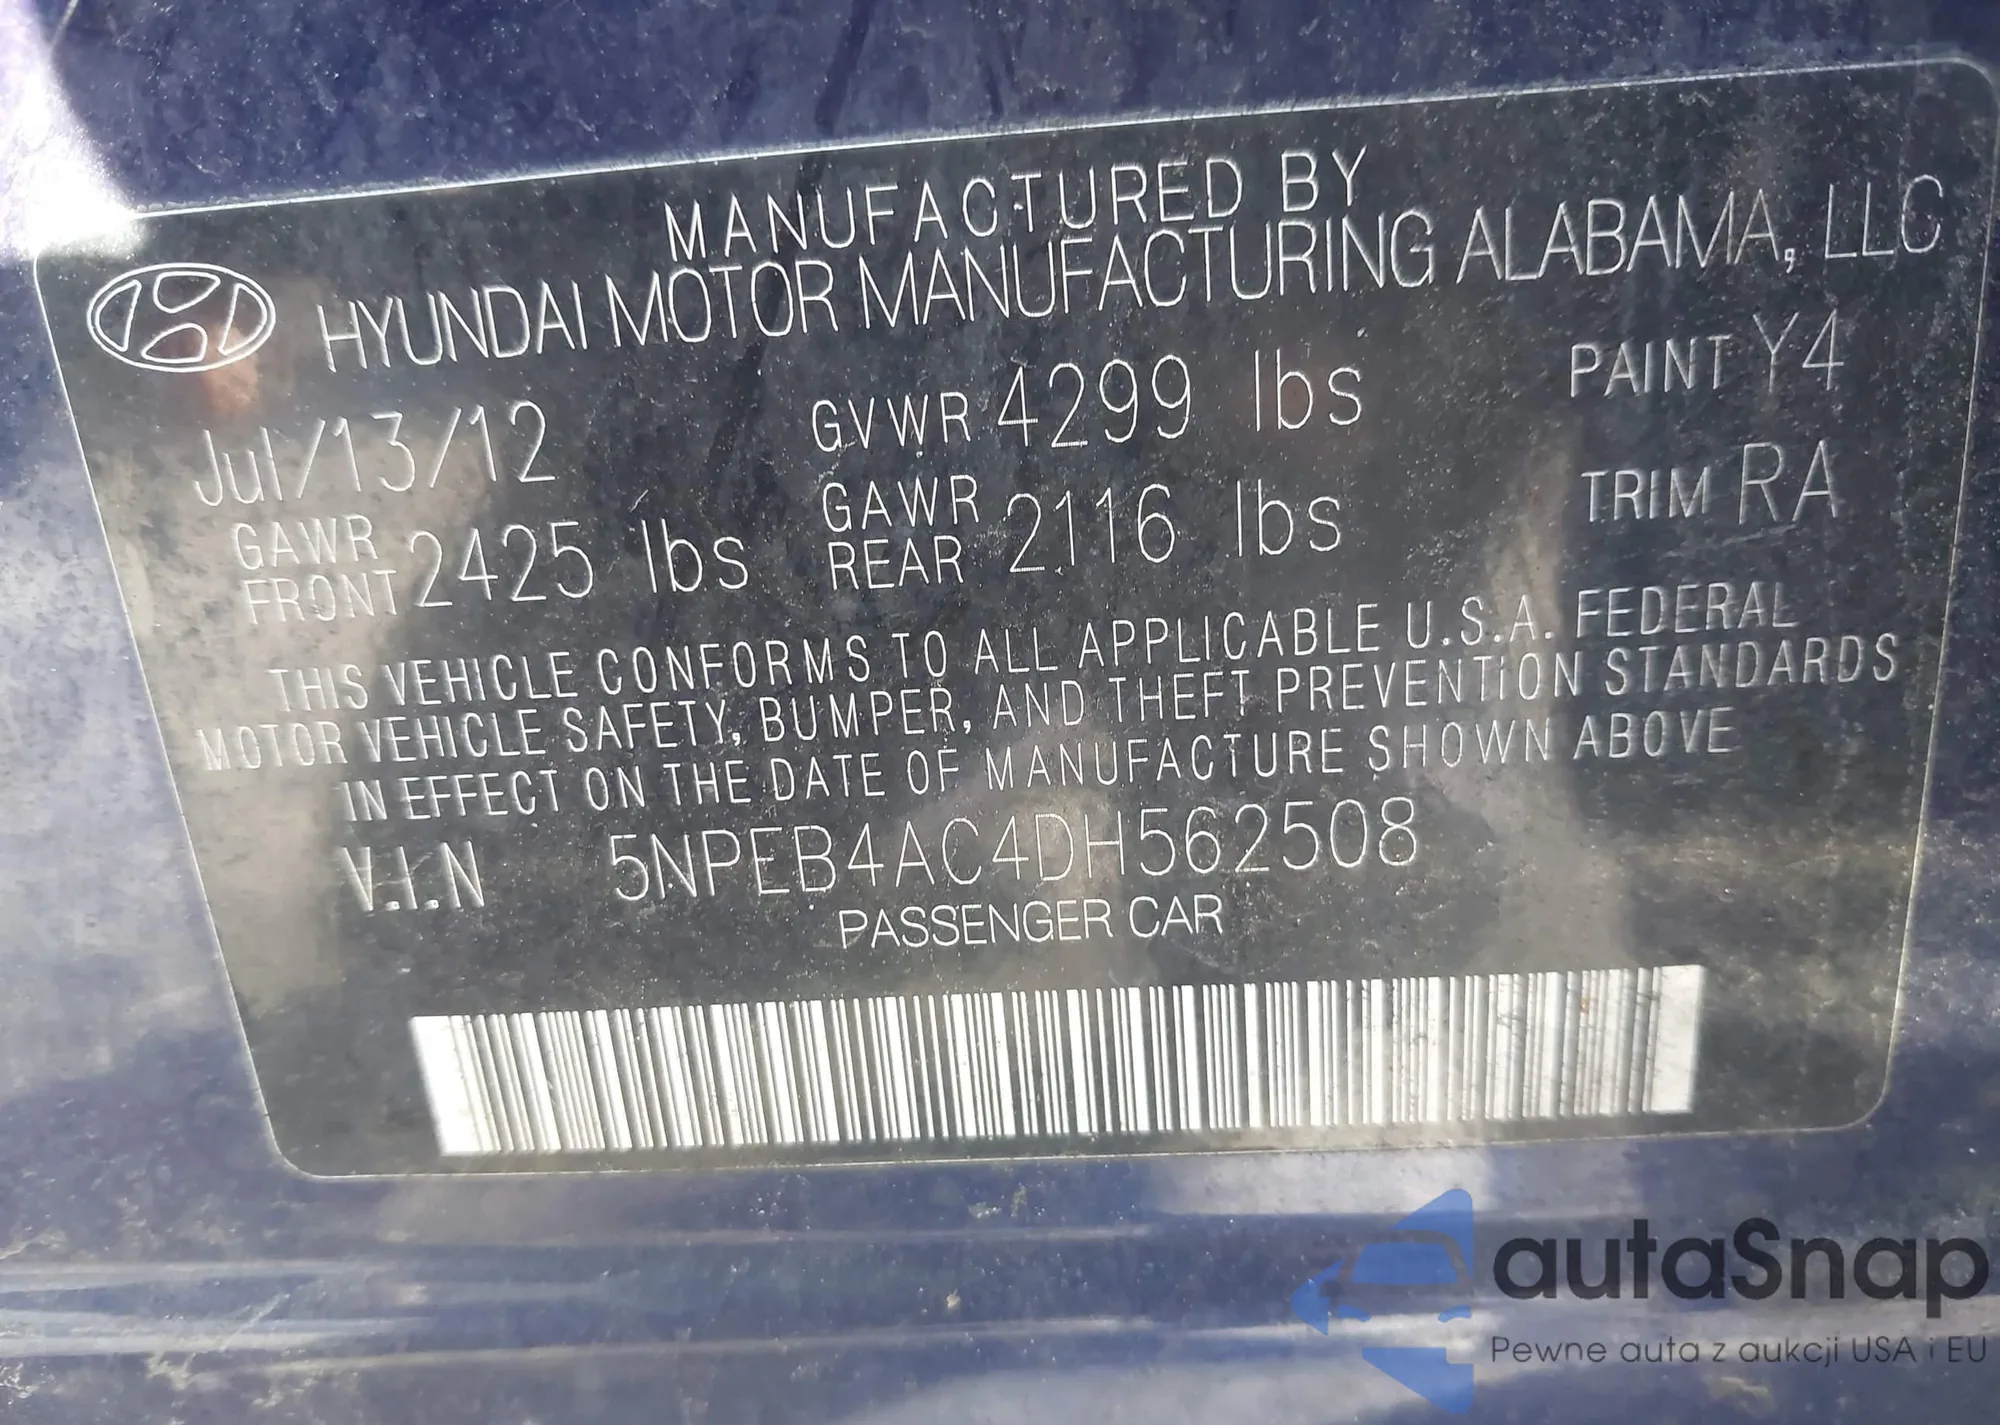 MANUFACTURED BY
HYUNDAI MOTOR MANUFACTURING ALABAMA, LLC
Jul/13/12 GVWR 4299 lbs PAINT Y4
GAWR FRONT 2425 lbs GAWR REAR 2116 lbs TRIM RA
THIS VEHICLE CONFORMS TO ALL APPLICABLE U.S.A. FEDERAL
MOTOR VEHICLE SAFETY, BUMPER, AND THEFT PREVENTION STANDARDS
IN EFFECT ON THE DATE OF MANUFACTURE SHOWN ABOVE
V.I.N 5NPEB4AC4DH562508
PASSENGER CAR
autaSnap
Pewne auta z aukcji USA i EU